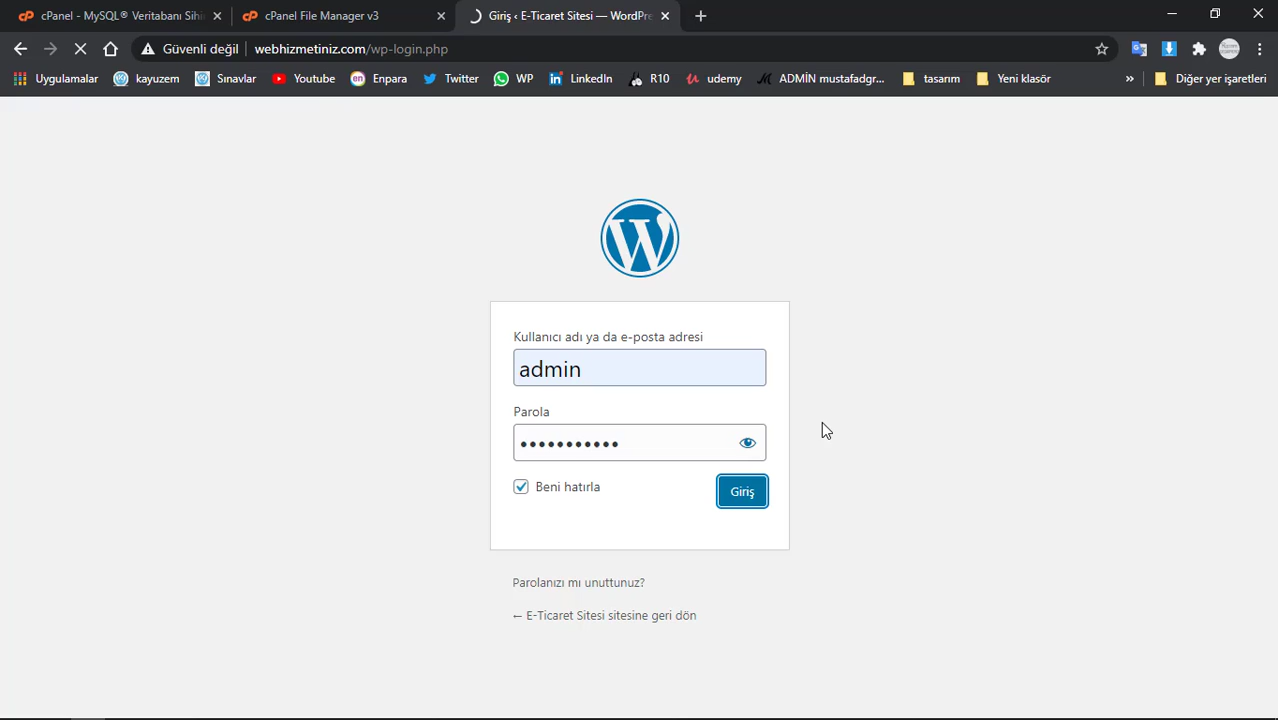 cPanel - MySQL® Veritabanı Sihi
cPanel File Manager v3
Giriş ‹ E-Ticaret Sitesi — WordPre
Güvenli değil
webhizmetiniz.com/wp-login.php
Uygulamalar
kayuzem
Sınavlar
Youtube
Enpara
Twitter
WP
LinkedIn
R10
udemy
ADMİN mustafadgr...
tasarım
Yeni klasör
»
Diğer yer işaretleri
Kullanıcı adı ya da e-posta adresi
admin
Parola
•••••••••••
Beni hatırla
Giriş
Parolanızı mı unuttunuz?
← E-Ticaret Sitesi sitesine geri dön